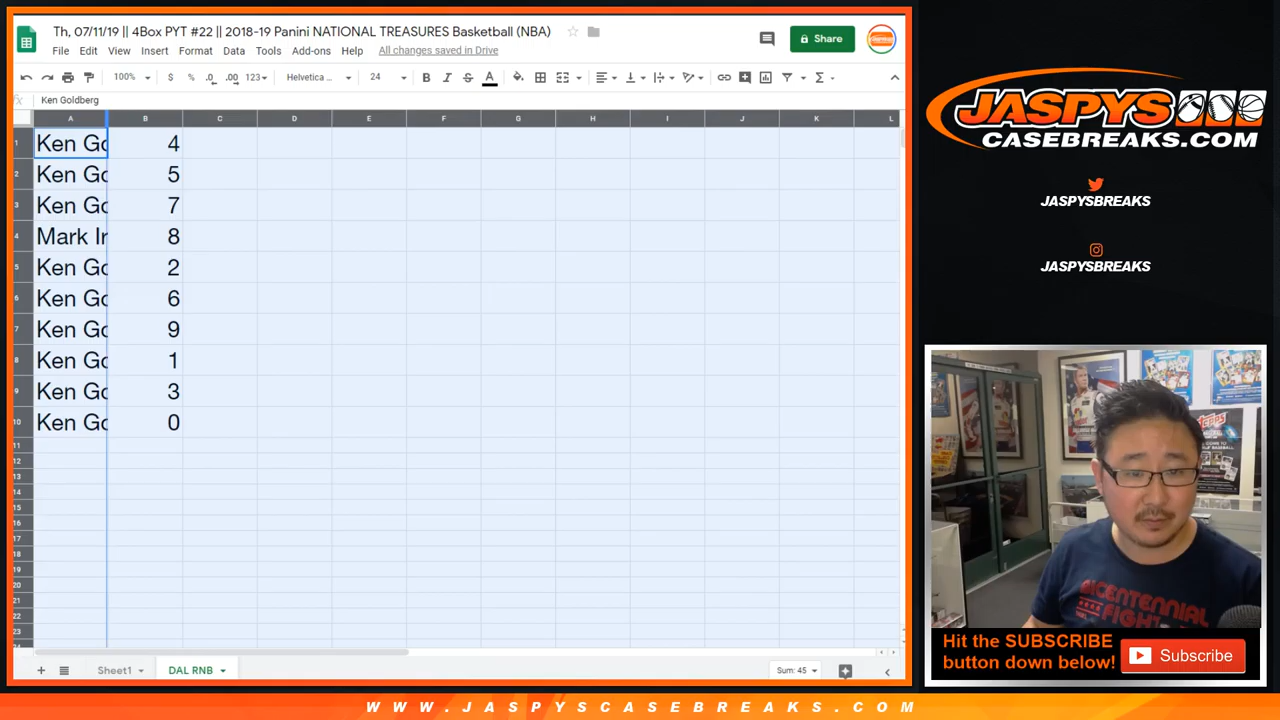 Th, 07/11/19 || 4Box PYT #22 || 2018-19 Panini NATIONAL TREASURES Basketball (NBA)
File Edit View Insert Format Data Tools Add-ons Help All changes saved in Drive
Share
100% $ % .0 .00 123 Helvetica ... 24 B I S A
fx Ken Goldberg
A B C D E F G H I J K L
1 Ken Go 4
2 Ken Go 5
3 Ken Go 7
4 Mark Ir 8
5 Ken Go 2
6 Ken Go 6
7 Ken Go 9
8 Ken Go 1
9 Ken Go 3
10 Ken Go 0
11
12
13
14
15
16
17
18
19
20
21
22
23
Sheet1 DAL RNB Sum: 45
JASPYS
CASEBREAKS.COM
JASPYSBREAKS
JASPYSBREAKS
TOPPS
BICENTENNIAL
FIGHT
Hit the SUBSCRIBE
button down below!
Subscribe
WWW.JASPYSCASEBREAKS.COM